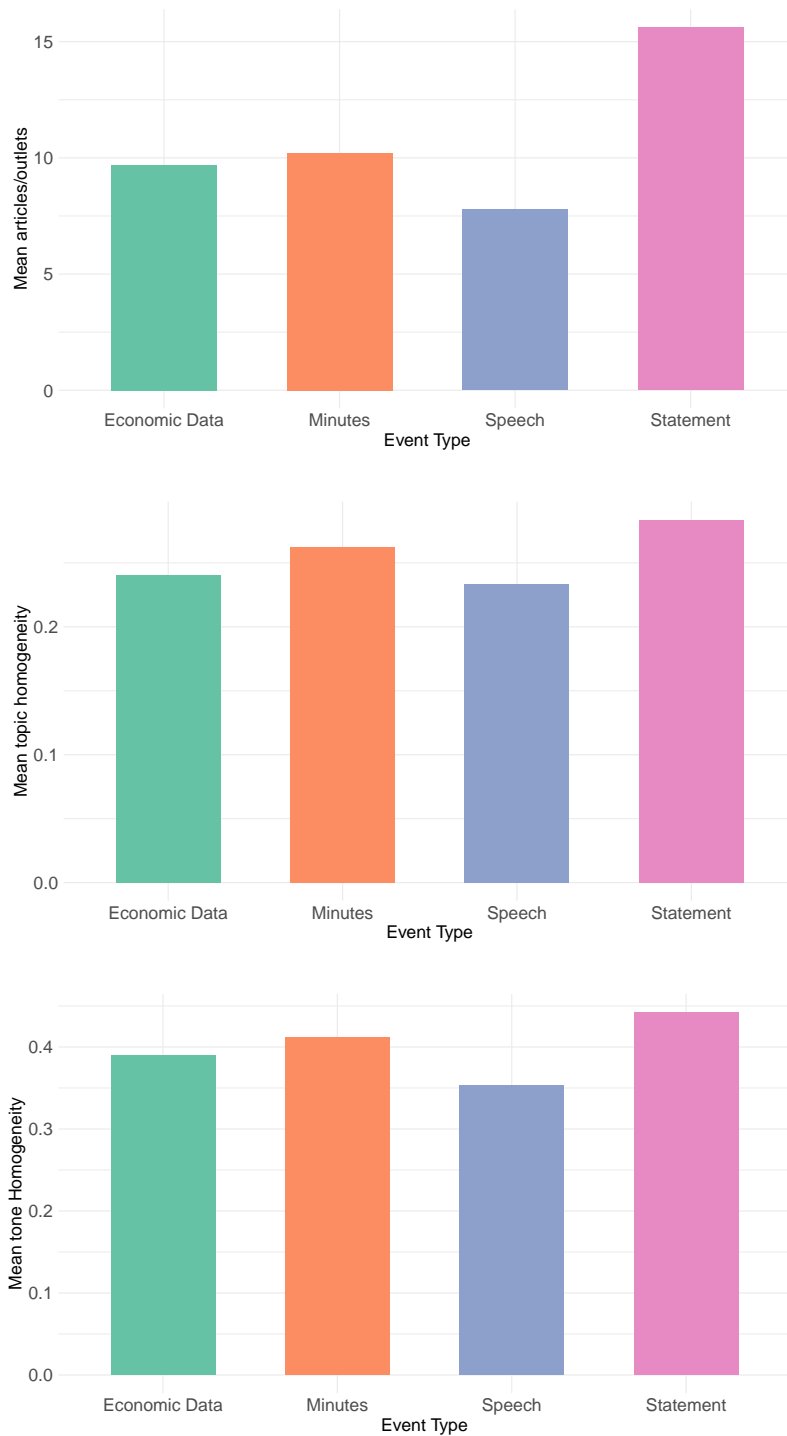 Mean articles/outlets
15
10
5
0
Economic Data Minutes Speech Statement
Event Type
Mean topic homogeneity
0.2
0.1
0.0
Economic Data Minutes Speech Statement
Event Type
Mean tone Homogeneity
0.4
0.3
0.2
0.1
0.0
Economic Data Minutes Speech Statement
Event Type